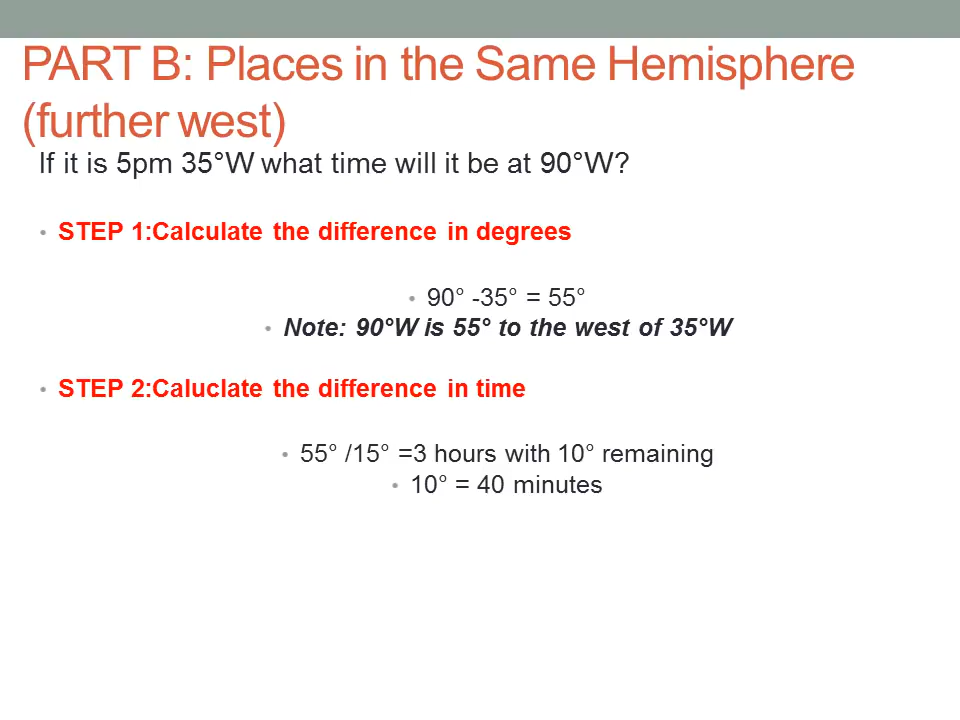 PART B: Places in the Same Hemisphere
(further west)
If it is 5pm 35°W what time will it be at 90°W?
• STEP 1:Calculate the difference in degrees
• 90° -35° = 55°
• Note: 90°W is 55° to the west of 35°W
• STEP 2:Caluclate the difference in time
• 55° /15° =3 hours with 10° remaining
• 10° = 40 minutes